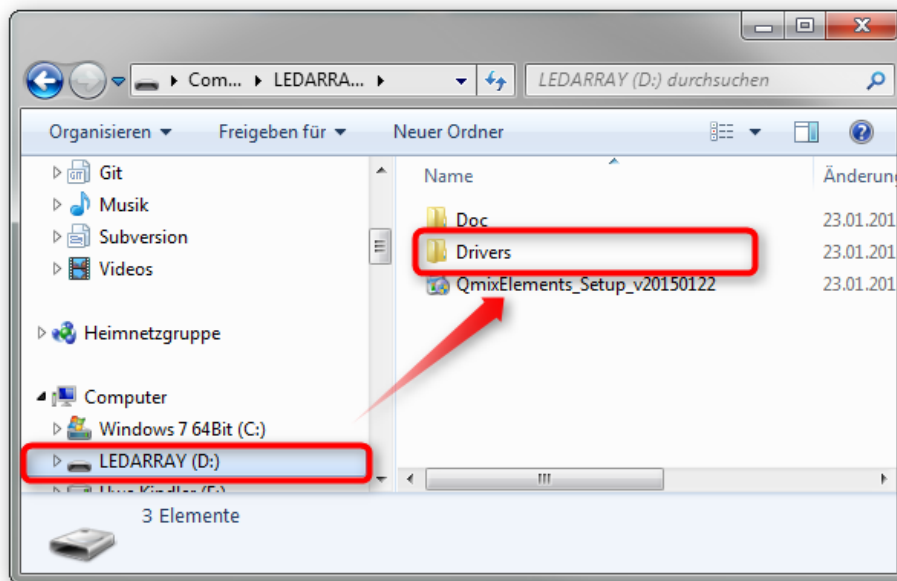 Com... LEDARRA... LEDARRAY (D:) durchsuchen
Organisieren Freigeben für Neuer Ordner
Git
Musik
Subversion
Videos
Heimnetzgruppe
Computer
Windows 7 64Bit (C:)
LEDARRAY (D:)
Name Änderung
Doc 23.01.201
Drivers 23.01.201
QmixElements_Setup_v20150122 23.01.201
3 Elemente